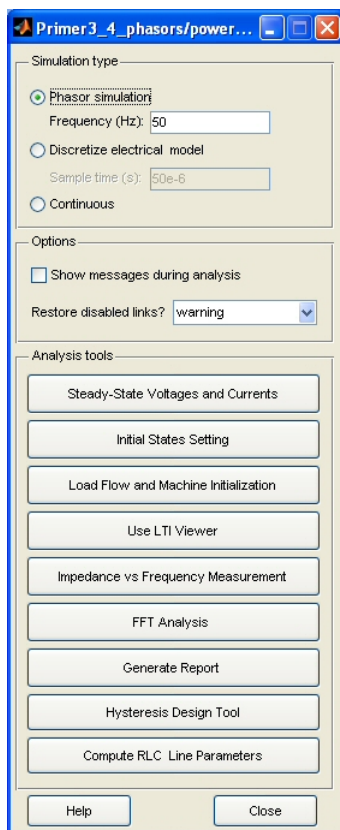 Primer3_4_phasors/power...
Simulation type
Phasor simulation
Frequency (Hz): 50
Discretize electrical model
Sample time (s): 50e-6
Continuous
Options
Show messages during analysis
Restore disabled links? warning
Analysis tools
Steady-State Voltages and Currents
Initial States Setting
Load Flow and Machine Initialization
Use LTI Viewer
Impedance vs Frequency Measurement
FFT Analysis
Generate Report
Hysteresis Design Tool
Compute RLC Line Parameters
Help Close